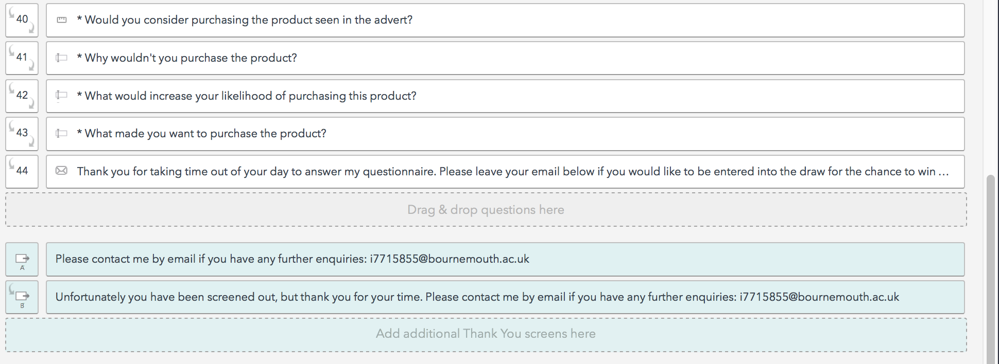 40 * Would you consider purchasing the product seen in the advert?
41 * Why wouldn't you purchase the product?
42 * What would increase your likelihood of purchasing this product?
43 * What made you want to purchase the product?
44 Thank you for taking time out of your day to answer my questionnaire. Please leave your email below if you would like to be entered into the draw for the chance to win ...
Drag & drop questions here
A Please contact me by email if you have any further enquiries: i7715855@bournemouth.ac.uk
B Unfortunately you have been screened out, but thank you for your time. Please contact me by email if you have any further enquiries: i7715855@bournemouth.ac.uk
Add additional Thank You screens here